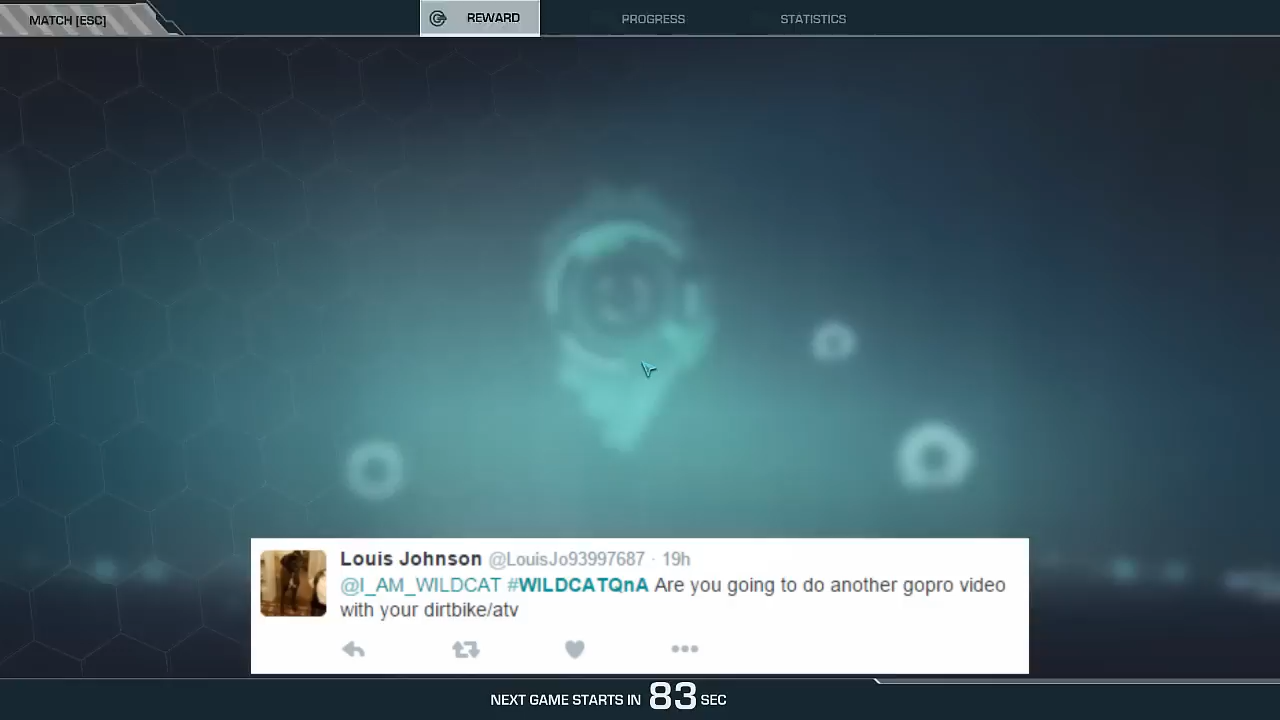 MATCH [ESC]
REWARD
PROGRESS
STATISTICS
Louis Johnson @LouisJo93997687 · 19h
@I_AM_WILDCAT #WILDCATQnA Are you going to do another gopro video
with your dirtbike/atv
NEXT GAME STARTS IN 83 SEC